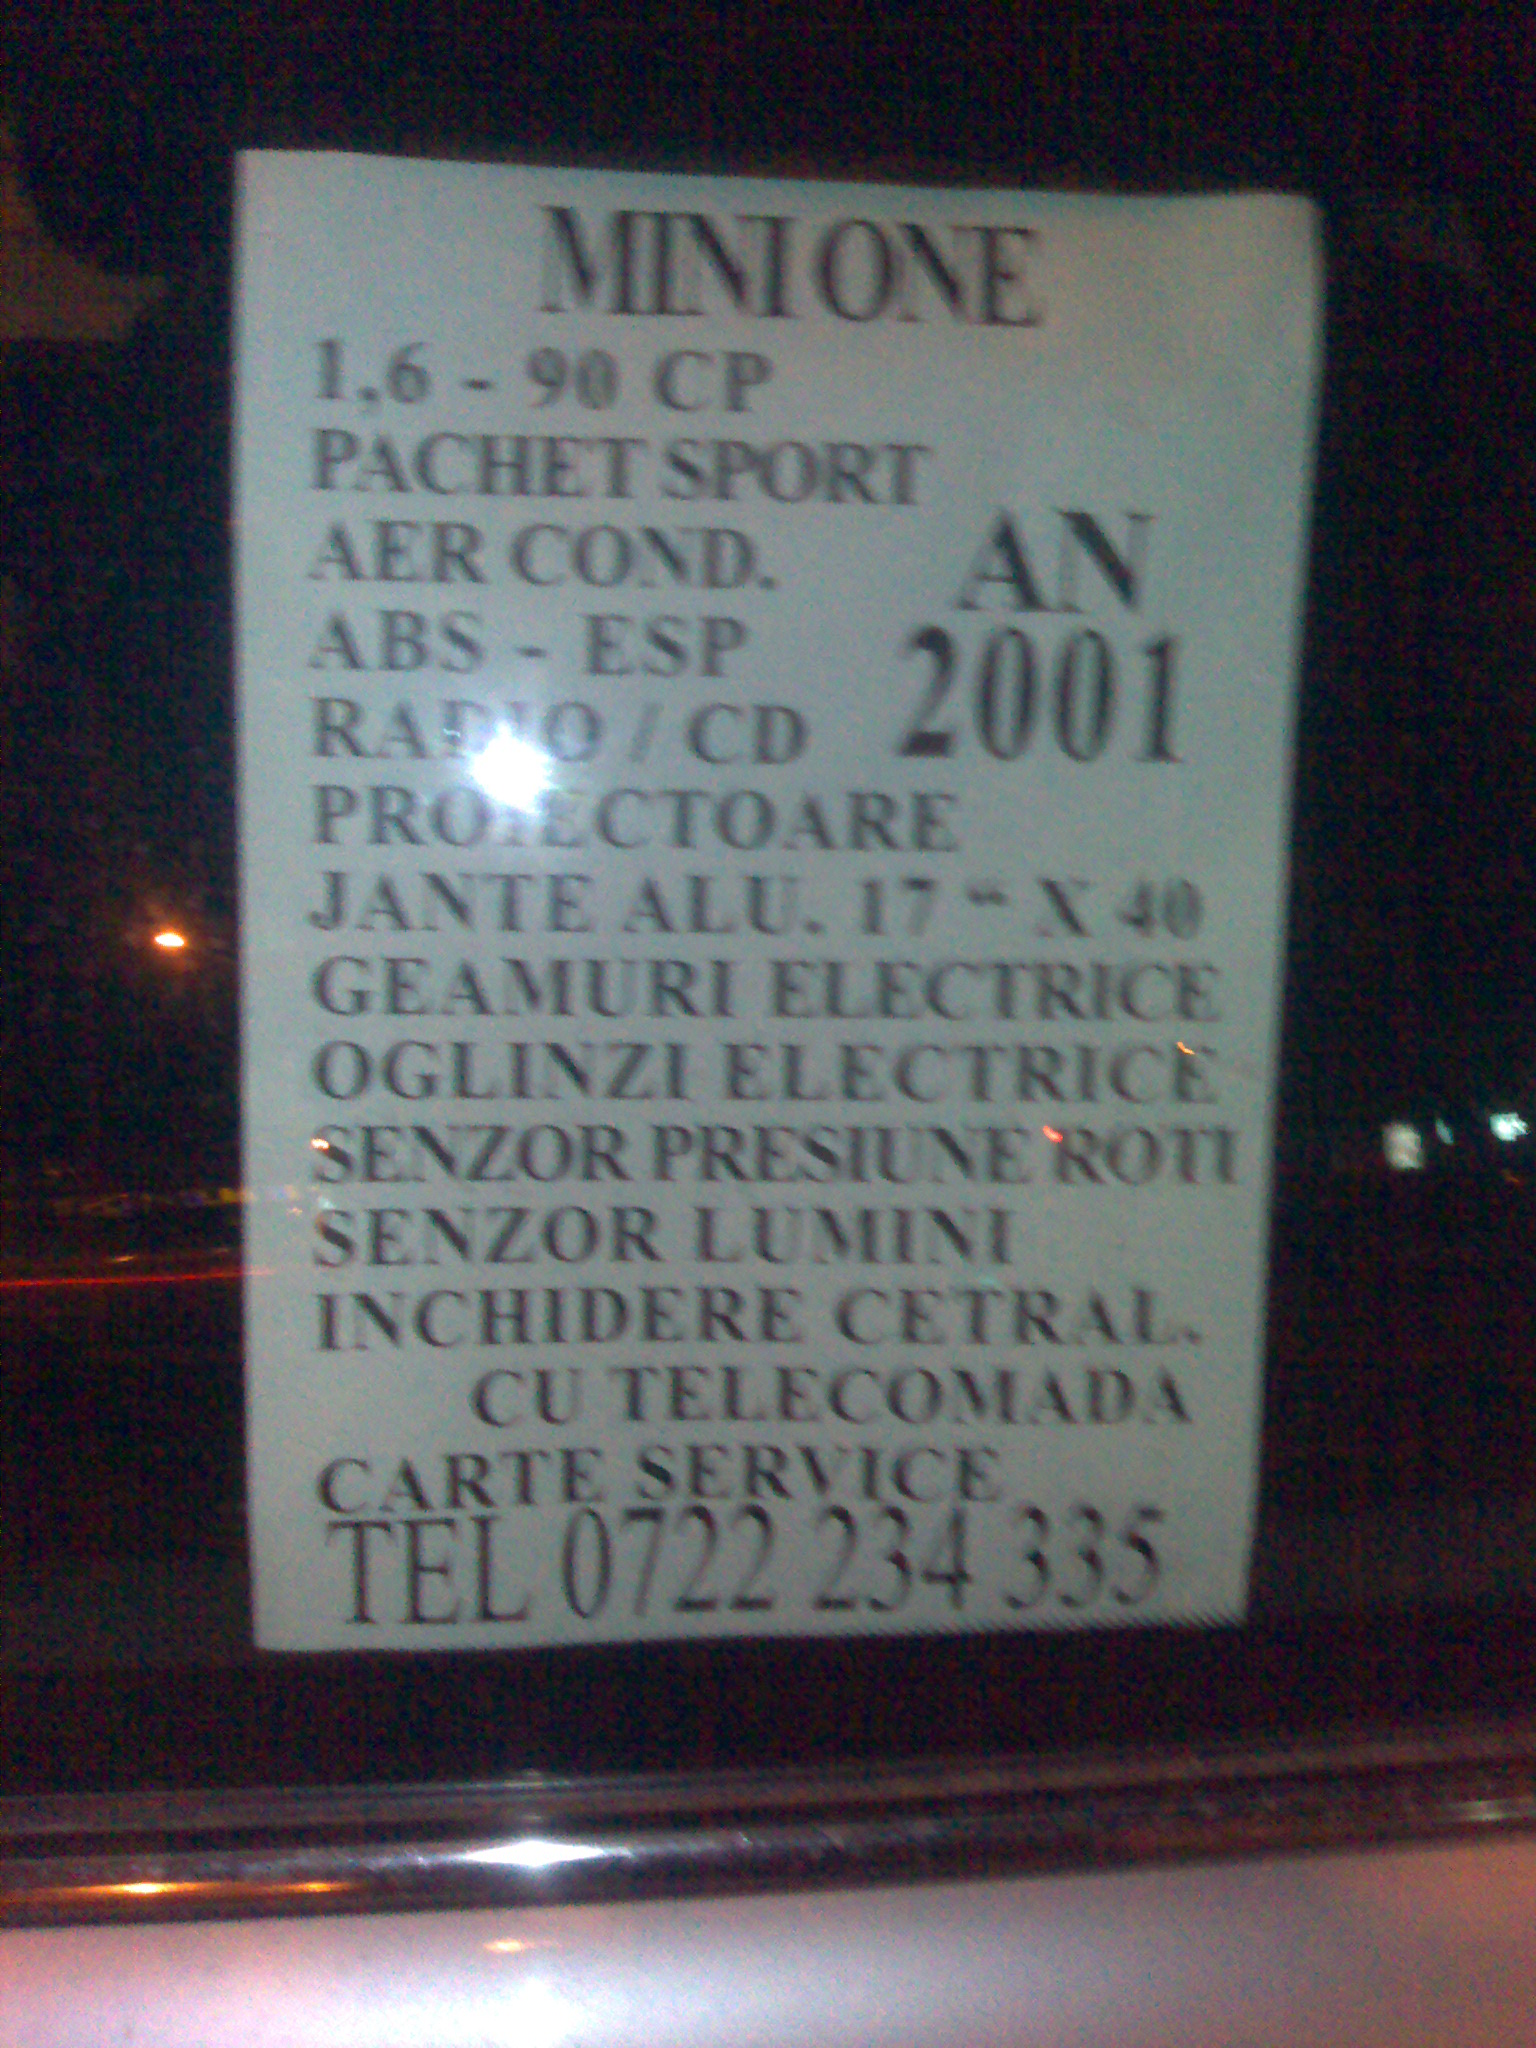 MINI ONE
1,6 - 90 CP
PACHET SPORT
AER COND.
AN
ABS - ESP
2001
RADIO / CD
PROIECTOARE
JANTE ALU. 17 “ X 40
GEAMURI ELECTRICE
OGLINZI ELECTRICE
SENZOR PRESIUNE ROTI
SENZOR LUMINI
INCHIDERE CETRAL.
CU TELECOMADA
CARTE SERVICE
TEL 0722 234 335